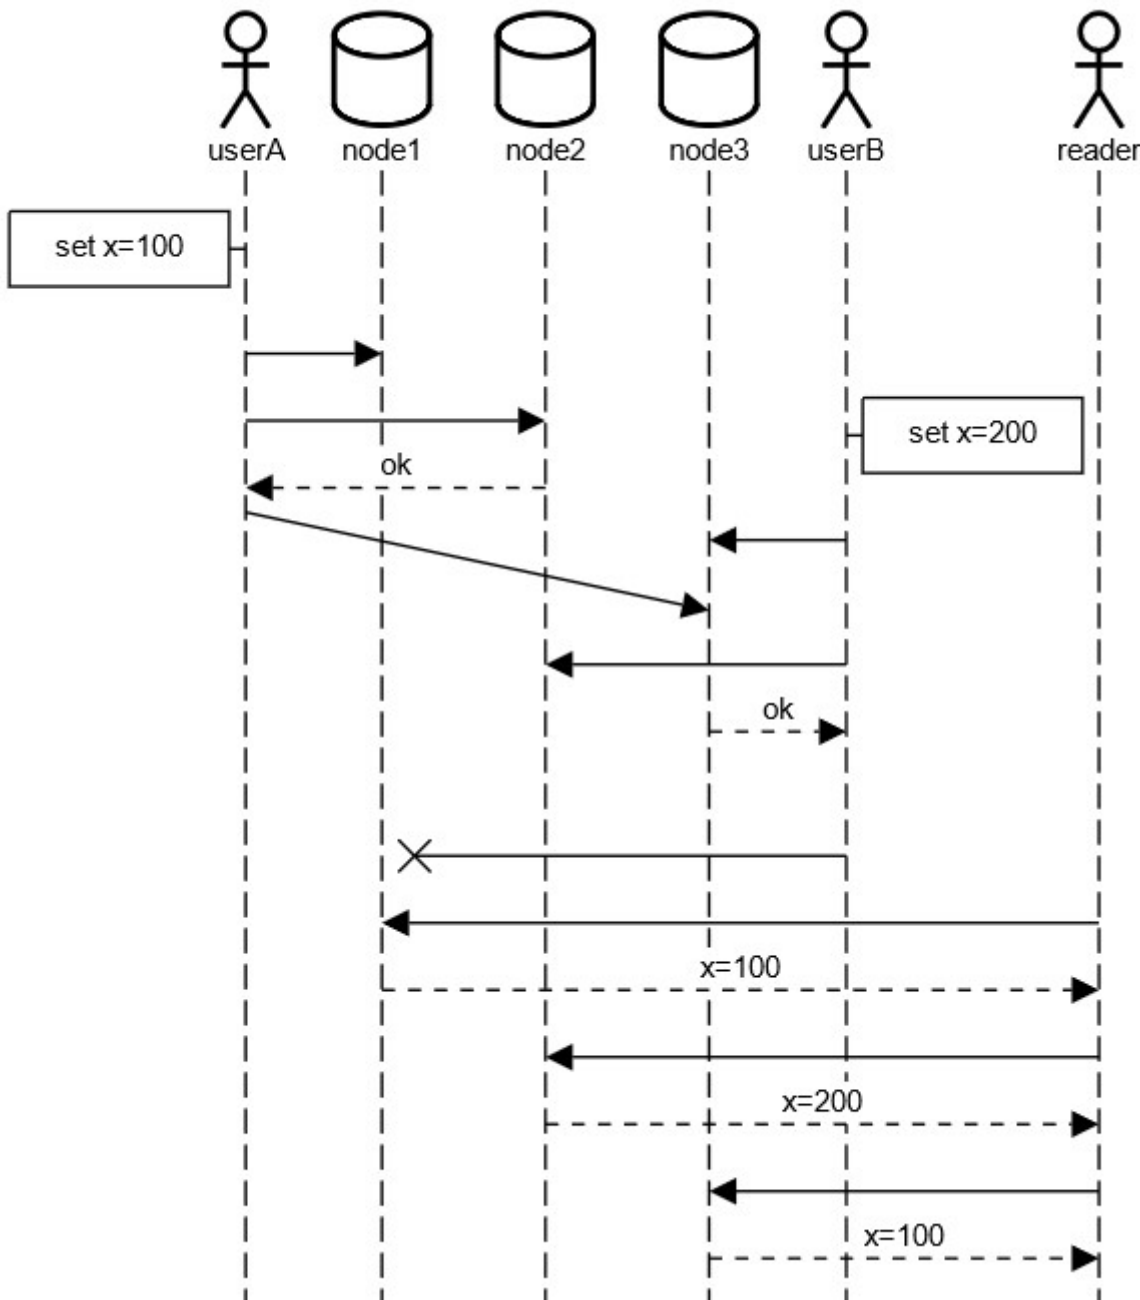 userA
node1
node2
node3
userB
reader
set x=100
set x=200
ok
ok
x=100
x=200
x=100